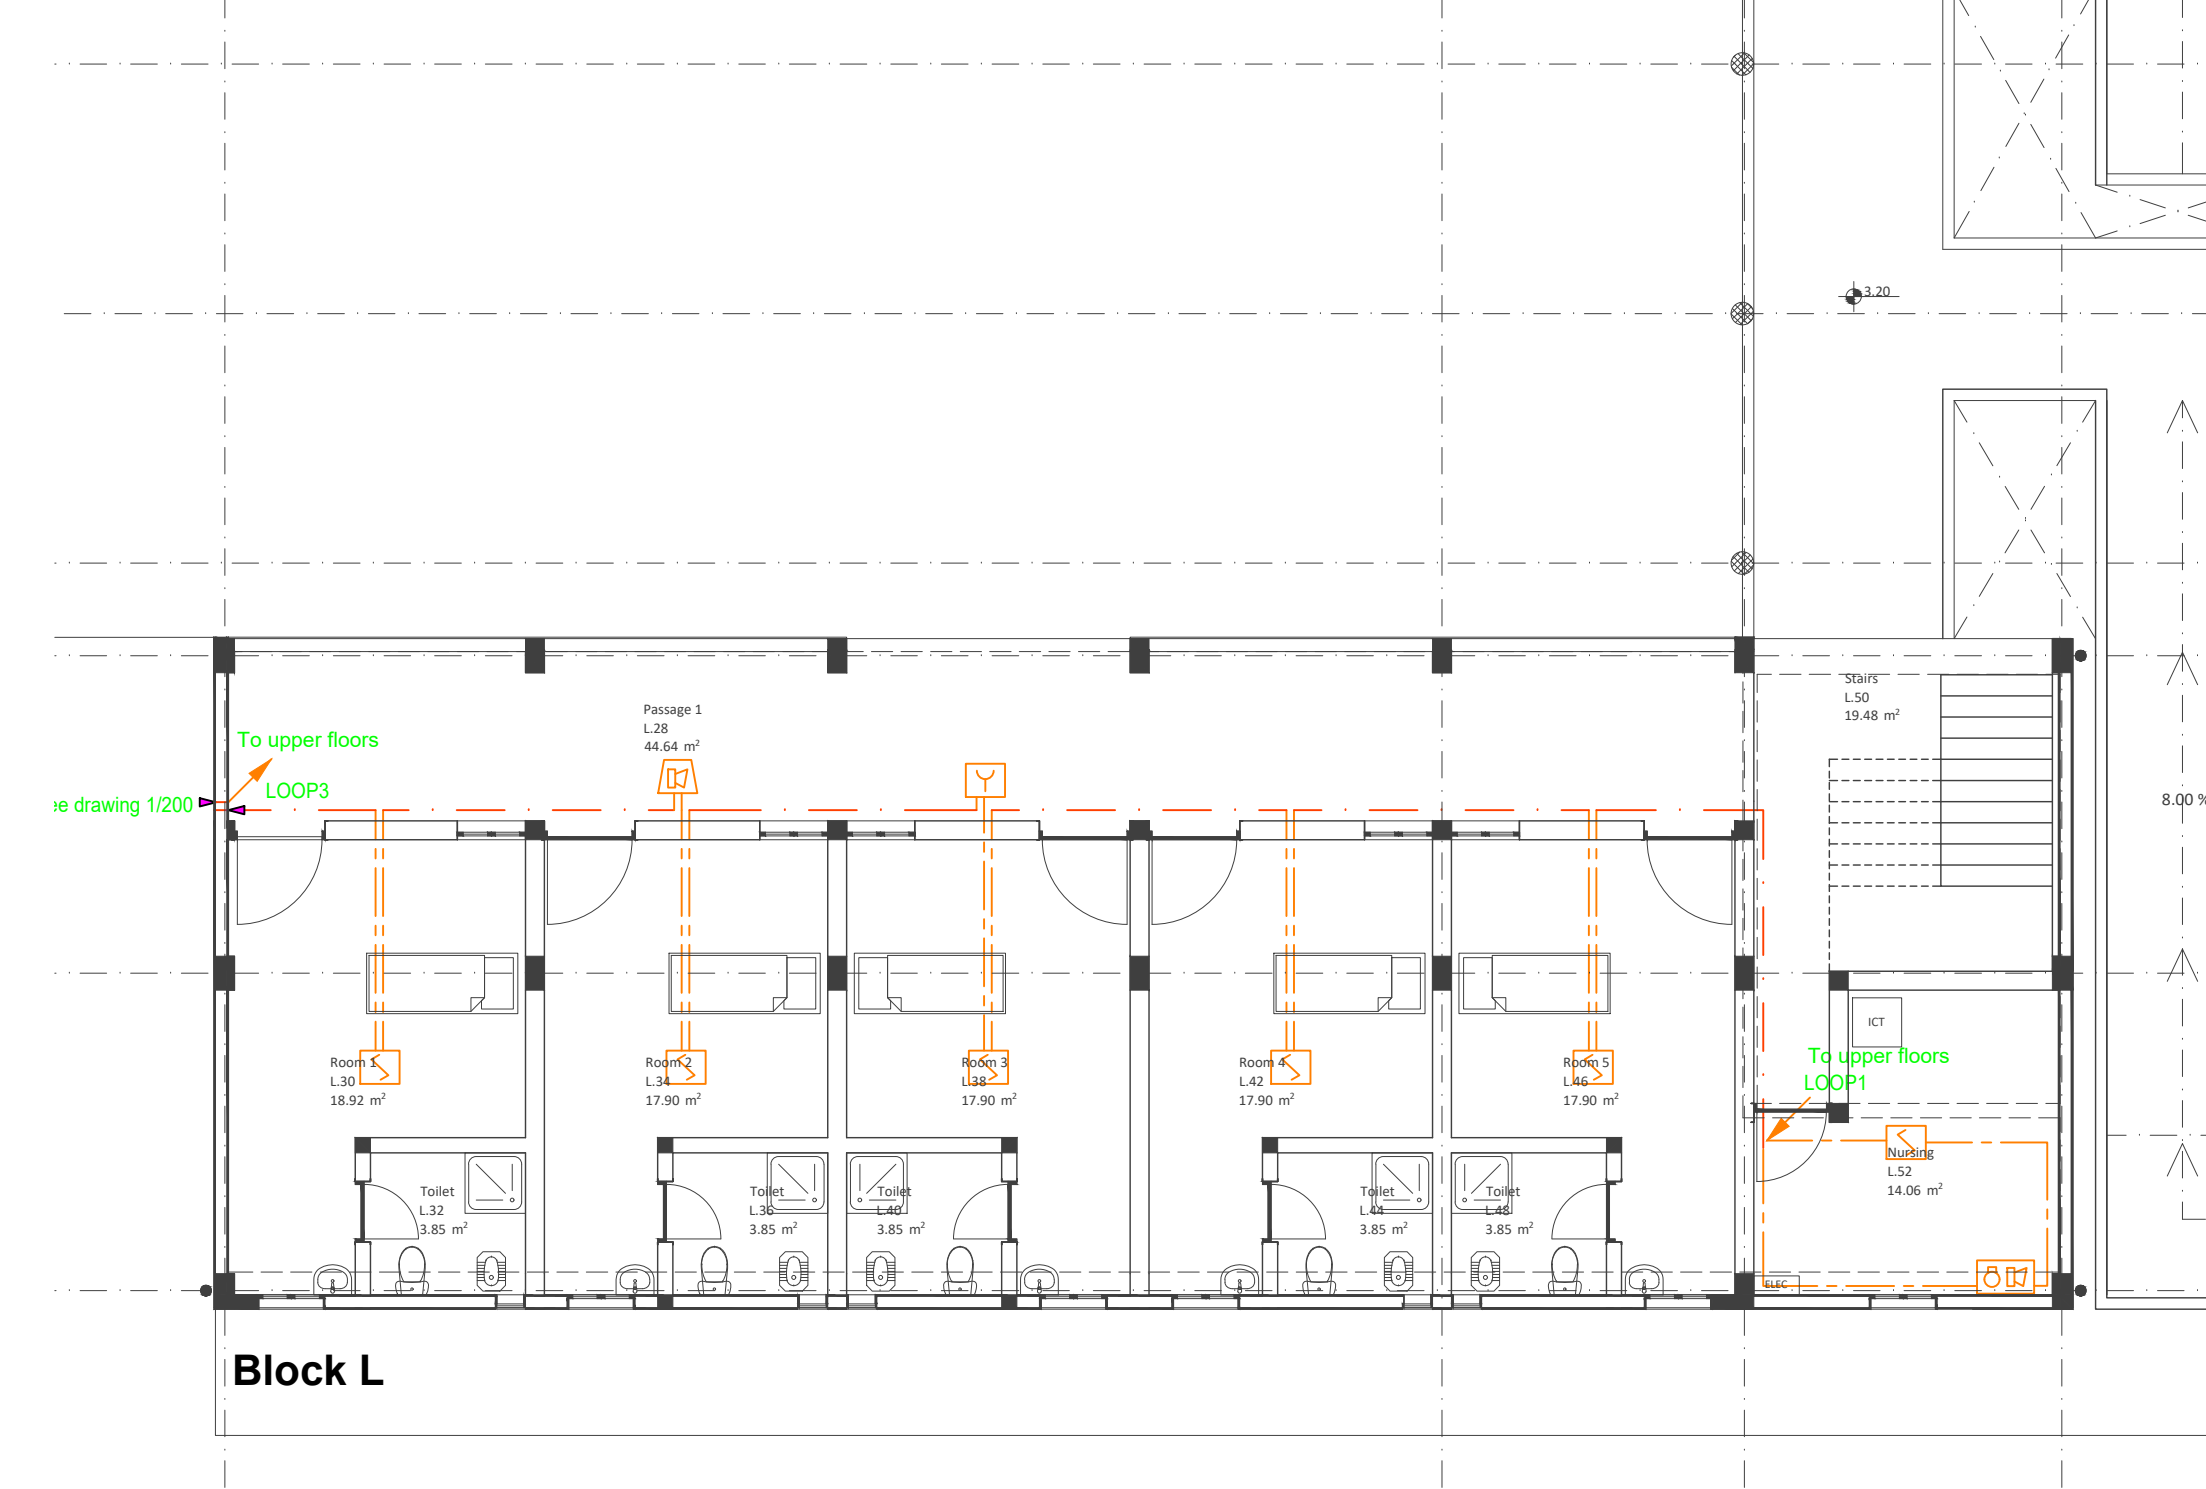 3.20
Stairs
L.50
19.48 m²
Passage 1
L.28
44.64 m²
To upper floors
LOOP3
drawing 1/200
8.00 %
ICT
To upper floors
LOOP1
Room 1
L.30
18.92 m²
Room 2
L.34
17.90 m²
Room 3
L.38
17.90 m²
Room 4
L.42
17.90 m²
Room 5
L.46
17.90 m²
Nursing
L.52
14.06 m²
Toilet
L.32
3.85 m²
Toilet
L.36
3.85 m²
Toilet
L.40
3.85 m²
Toilet
L.44
3.85 m²
Toilet
L.48
3.85 m²
ELEC
Block L